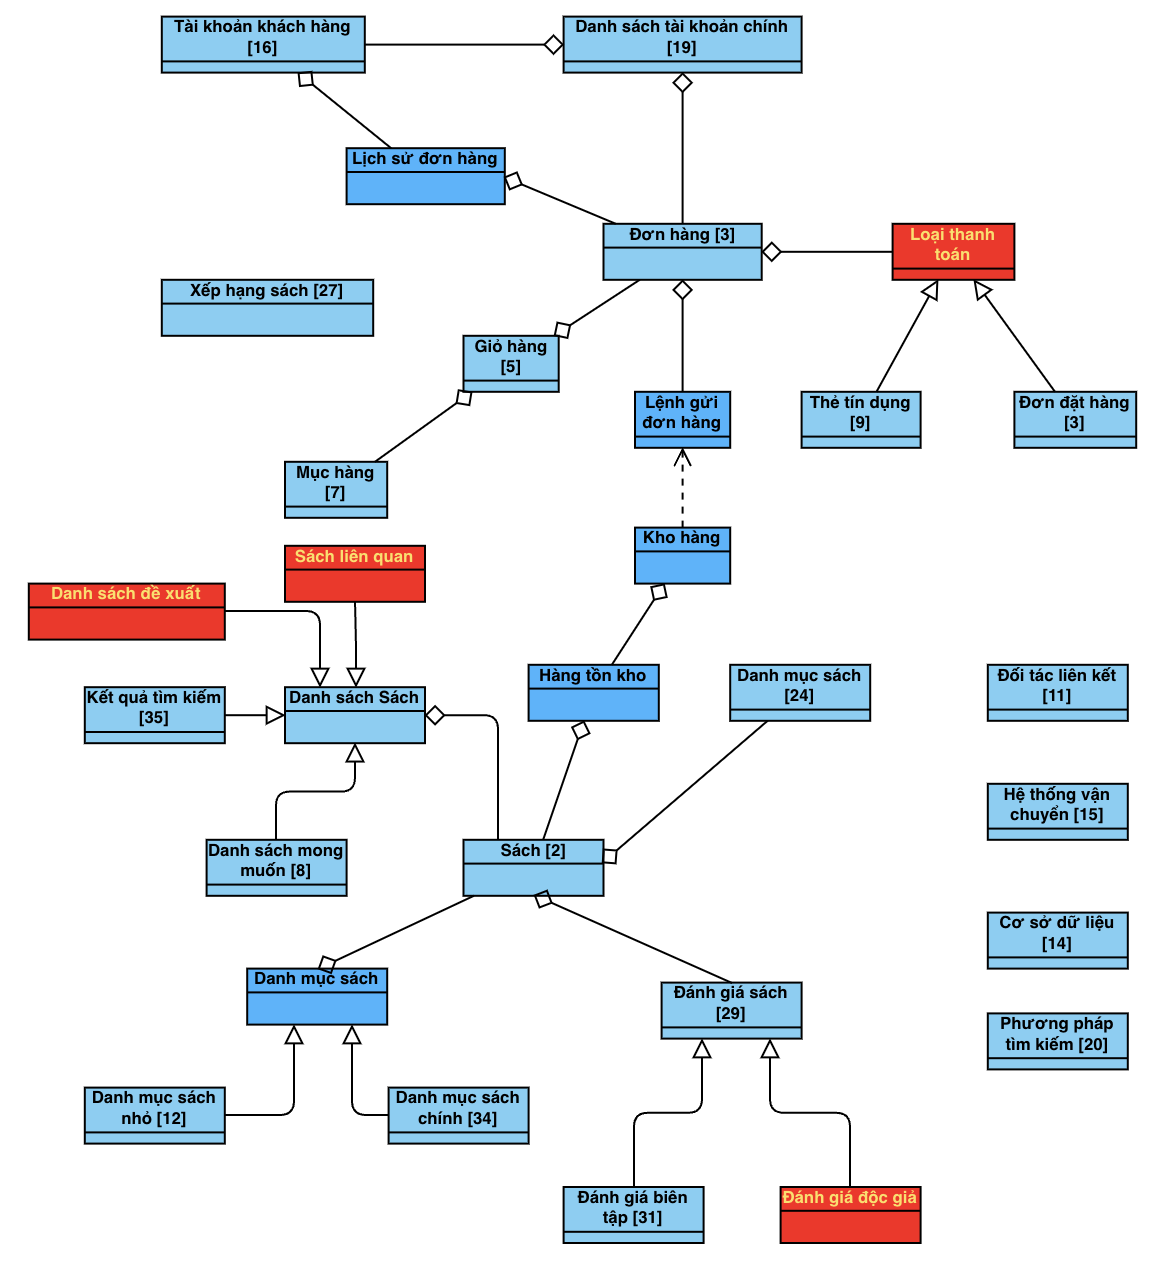 Tài khoản khách hàng
[16]
Danh sách tài khoản chính
[19]
Lịch sử đơn hàng
Đơn hàng [3]
Loại thanh
toán
Xếp hạng sách [27]
Giỏ hàng
[5]
Lệnh gửi
đơn hàng
Thẻ tín dụng
[9]
Đơn đặt hàng
[3]
Mục hàng
[7]
Kho hàng
Sách liên quan
Danh sách đề xuất
Kết quả tìm kiếm
[35]
Danh sách Sách
Hàng tồn kho
Danh mục sách
[24]
Đối tác liên kết
[11]
Hệ thống vận
chuyển [15]
Danh sách mong
muốn [8]
Sách [2]
Cơ sở dữ liệu
[14]
Danh mục sách
Đánh giá sách
[29]
Phương pháp
tìm kiếm [20]
Danh mục sách
nhỏ [12]
Danh mục sách
chính [34]
Đánh giá biên
tập [31]
Đánh giá độc giả